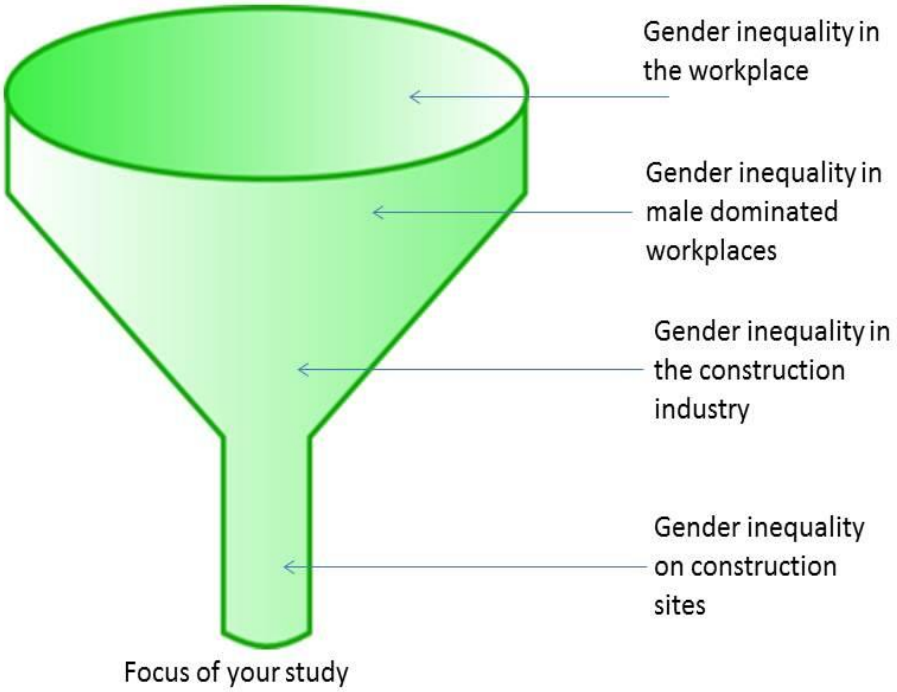 Gender inequality in
the workplace
Gender inequality in
male dominated
workplaces
Gender inequality in
the construction
industry
Gender inequality
on construction
sites
Focus of your study